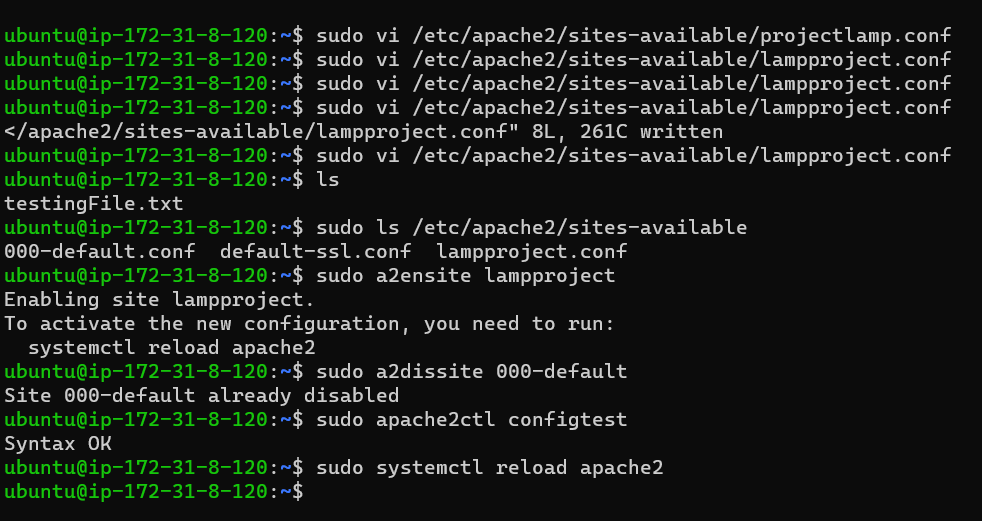 ubuntu@ip-172-31-8-120:~$ sudo vi /etc/apache2/sites-available/projectlamp.conf
ubuntu@ip-172-31-8-120:~$ sudo vi /etc/apache2/sites-available/lampproject.conf
ubuntu@ip-172-31-8-120:~$ sudo vi /etc/apache2/sites-available/lampproject.conf
ubuntu@ip-172-31-8-120:~$ sudo vi /etc/apache2/sites-available/lampproject.conf
</apache2/sites-available/lampproject.conf" 8L, 261C written
ubuntu@ip-172-31-8-120:~$ sudo vi /etc/apache2/sites-available/lampproject.conf
ubuntu@ip-172-31-8-120:~$ ls
testingFile.txt
ubuntu@ip-172-31-8-120:~$ sudo ls /etc/apache2/sites-available
000-default.conf  default-ssl.conf  lampproject.conf
ubuntu@ip-172-31-8-120:~$ sudo a2ensite lampproject
Enabling site lampproject.
To activate the new configuration, you need to run:
  systemctl reload apache2
ubuntu@ip-172-31-8-120:~$ sudo a2dissite 000-default
Site 000-default already disabled
ubuntu@ip-172-31-8-120:~$ sudo apache2ctl configtest
Syntax OK
ubuntu@ip-172-31-8-120:~$ sudo systemctl reload apache2
ubuntu@ip-172-31-8-120:~$